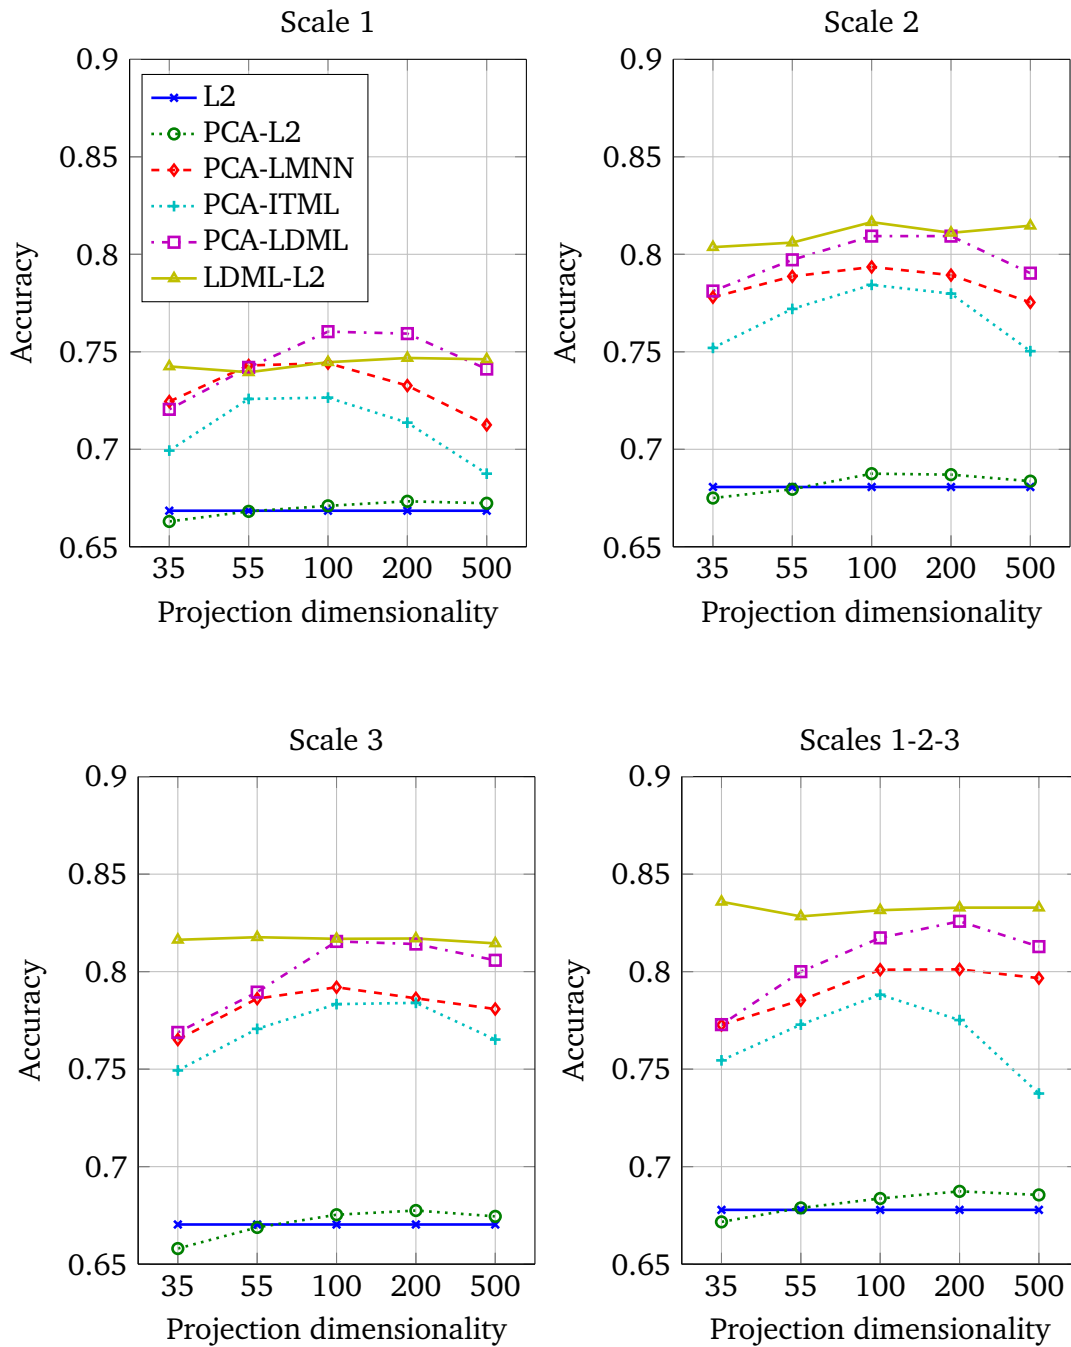 Scale 1
0.9
0.85
0.8
0.75
0.7
0.65
Accuracy
L2
PCA-L2
PCA-LMNN
PCA-ITML
PCA-LDML
LDML-L2
35 55 100 200 500
Projection dimensionality
Scale 2
0.9
0.85
0.8
0.75
0.7
0.65
Accuracy
35 55 100 200 500
Projection dimensionality
Scale 3
0.9
0.85
0.8
0.75
0.7
0.65
Accuracy
35 55 100 200 500
Projection dimensionality
Scales 1-2-3
0.9
0.85
0.8
0.75
0.7
0.65
Accuracy
35 55 100 200 500
Projection dimensionality